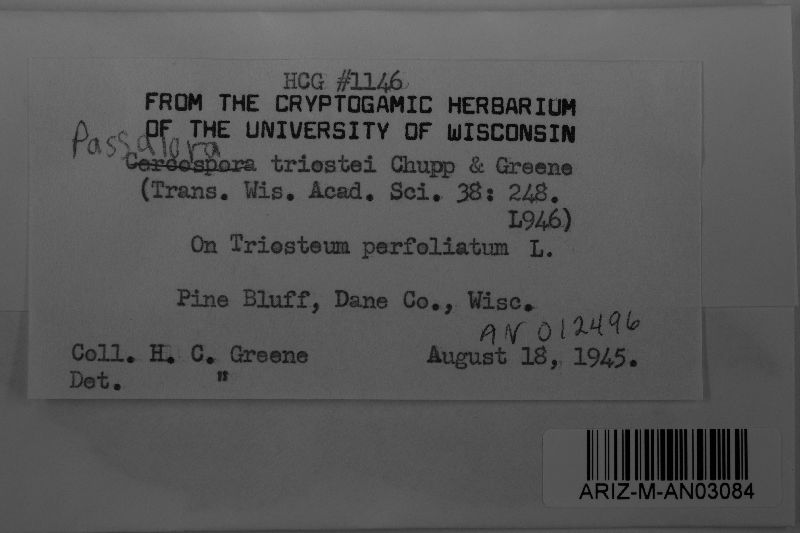 HCG #1146
FROM THE CRYPTOGAMIC HERBARIUM
OF THE UNIVERSITY OF WISCONSIN
Passalora
Cercospora triostei Chupp & Greene
(Trans. Wis. Acad. Sci. 38: 248.
L946)
On Triosteum perfoliatum L.
Pine Bluff, Dane Co., Wisc.
AN 012496
Coll. H. C. Greene August 18, 1945.
Det. "
ARIZ-M-AN03084